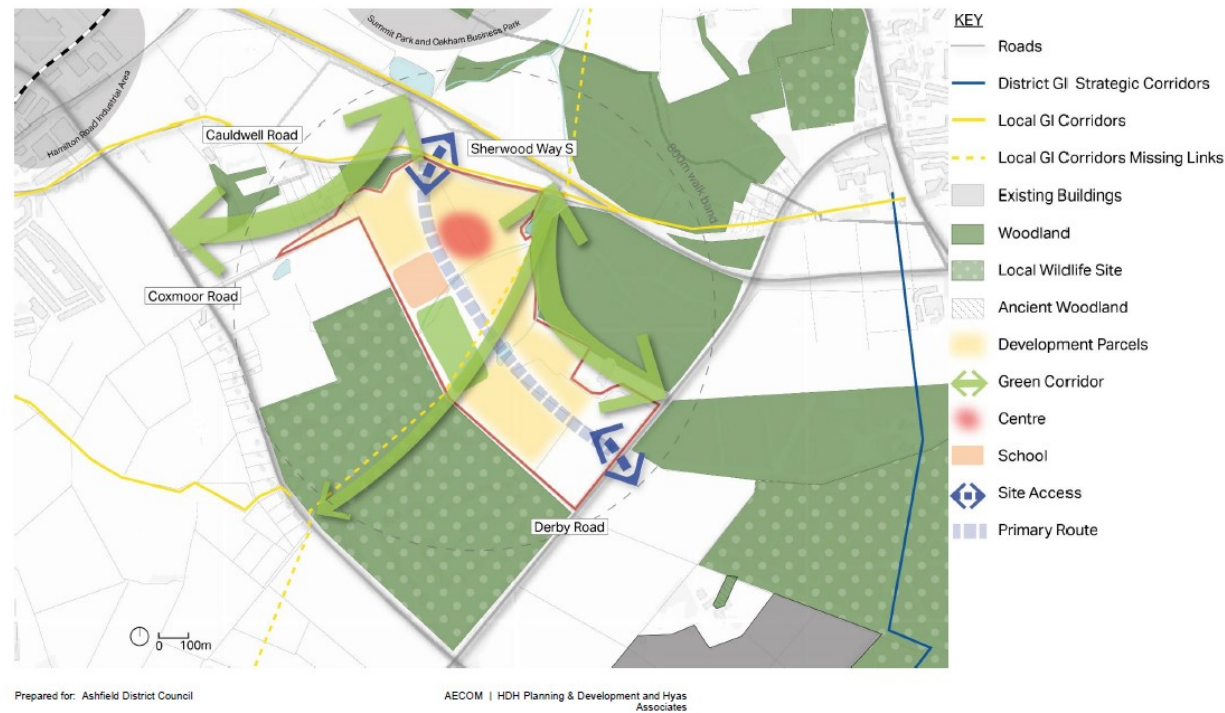 Summit Park and Oakham Business Park
Hamilton Road Industrial Area
Cauldwell Road
Sherwood Way S
800m walk band
Coxmoor Road
Derby Road
0 100m
KEY
Roads
District GI Strategic Corridors
Local GI Corridors
Local GI Corridors Missing Links
Existing Buildings
Woodland
Local Wildlife Site
Ancient Woodland
Development Parcels
Green Corridor
Centre
School
Site Access
Primary Route
Prepared for: Ashfield District Council
AECOM | HDH Planning & Development and Hyas
Associates